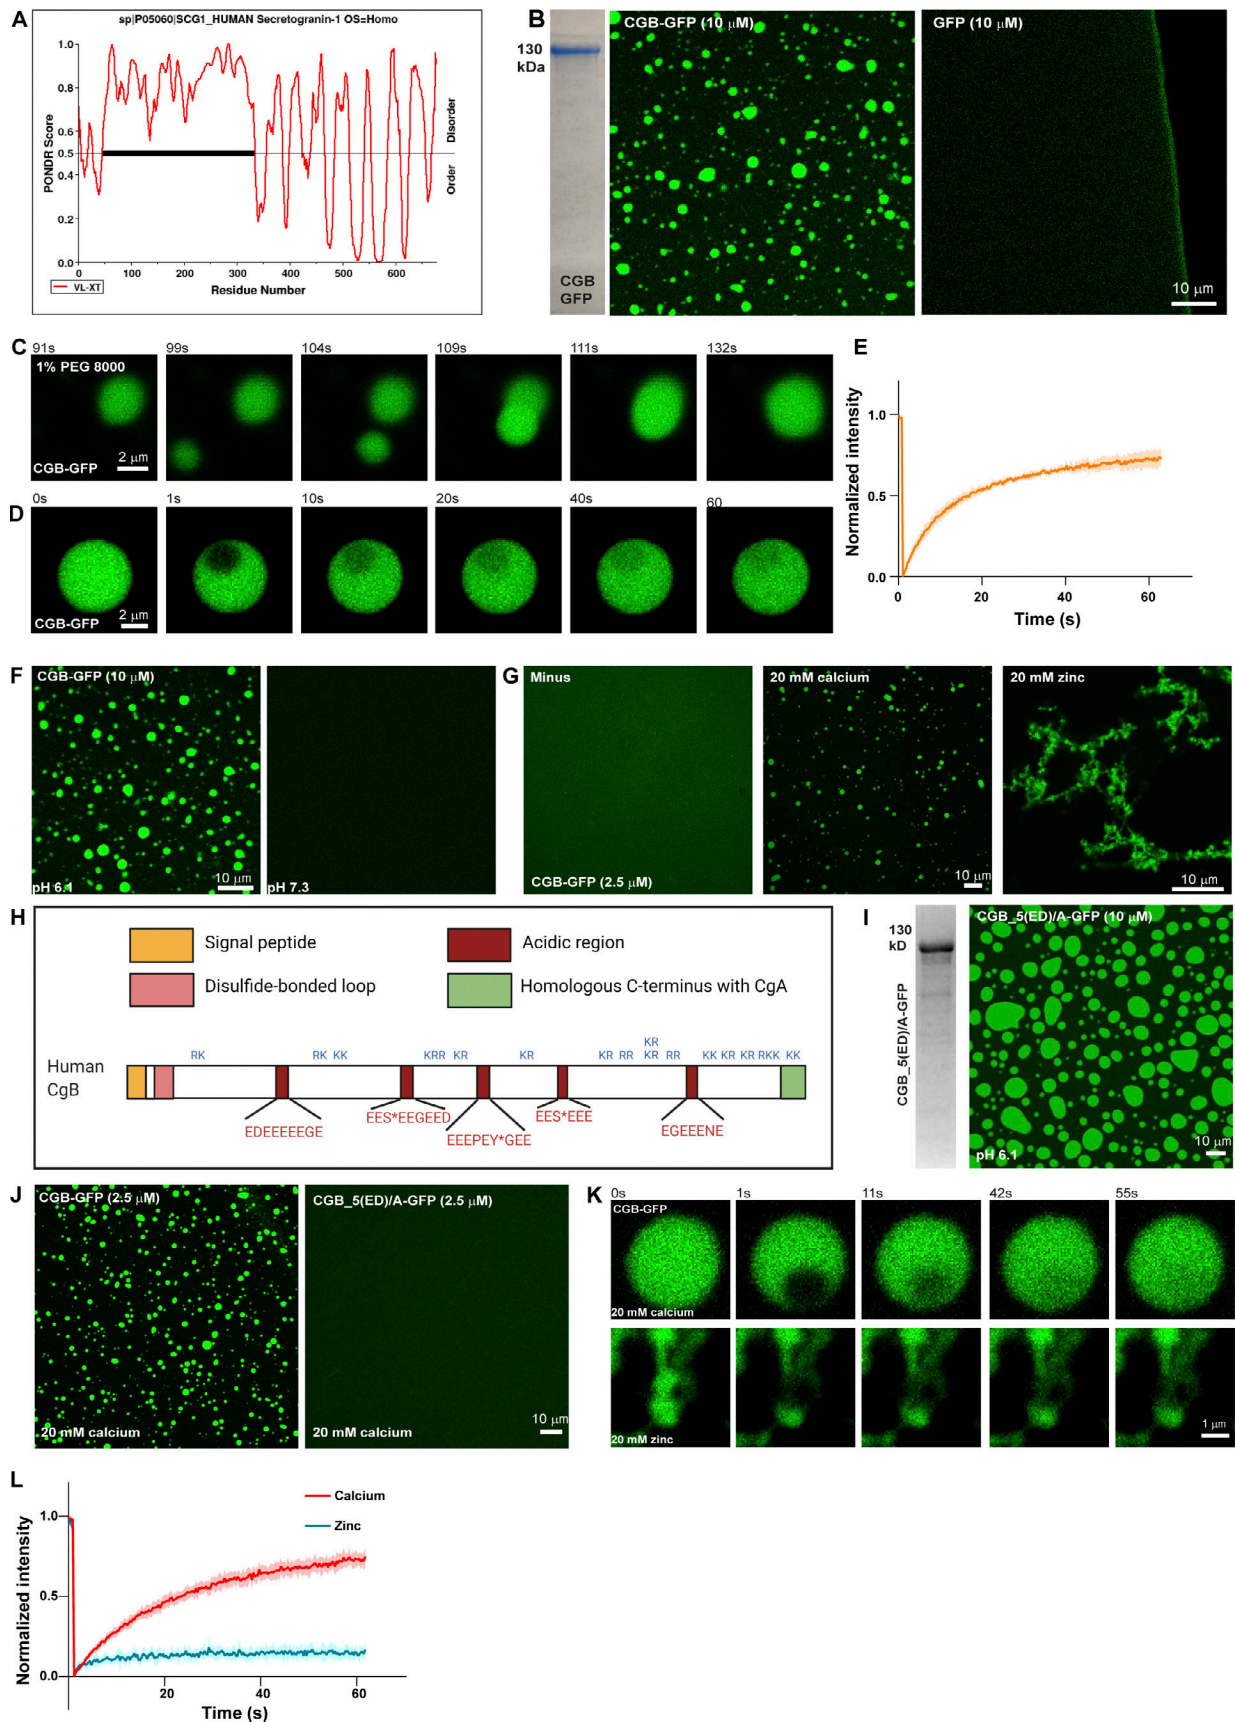 A
sp|P05060|SCG1_HUMAN Secretogranin-1 OS=Homo
1.0
0.8
0.6
0.5
0.4
0.2
0.0
PONDR Score
Disorder
Order
0 100 200 300 400 500 600
Residue Number
VL-XT
B
130
kDa
CGB
GFP
CGB-GFP (10 µM)
GFP (10 µM)
10 µm
C
91s 99s 104s 109s 111s 132s
1% PEG 8000
CGB-GFP
2 µm
D
0s 1s 10s 20s 40s 60
CGB-GFP
2 µm
E
Normalized intensity
1.0
0.5
0.0
0 20 40 60
Time (s)
F
CGB-GFP (10 µM)
pH 6.1
10 µm
pH 7.3
G
Minus
CGB-GFP (2.5 µM)
20 mM calcium
10 µm
20 mM zinc
10 µm
H
Signal peptide
Acidic region
Disulfide-bonded loop
Homologous C-terminus with CgA
KR
RK RK KK KRR KR KR KR RR KR RR KK KR KR RKK KK
Human
CgB
EDEEEEEGE
EES*EEGEED
EEEPEY*GEE
EES*EEE
EGEEENE
I
130
kD
CGB_5(ED)/A-GFP
CGB_5(ED)/A-GFP (10 µM)
pH 6.1
10 µm
J
CGB-GFP (2.5 µM)
20 mM calcium
CGB_5(ED)/A-GFP (2.5 µM)
20 mM calcium
10 µm
K
0s 1s 11s 42s 55s
CGB-GFP
20 mM calcium
20 mM zinc
1 µm
L
Normalized intensity
1.0
0.5
0.0
Calcium
Zinc
20 40 60
Time (s)